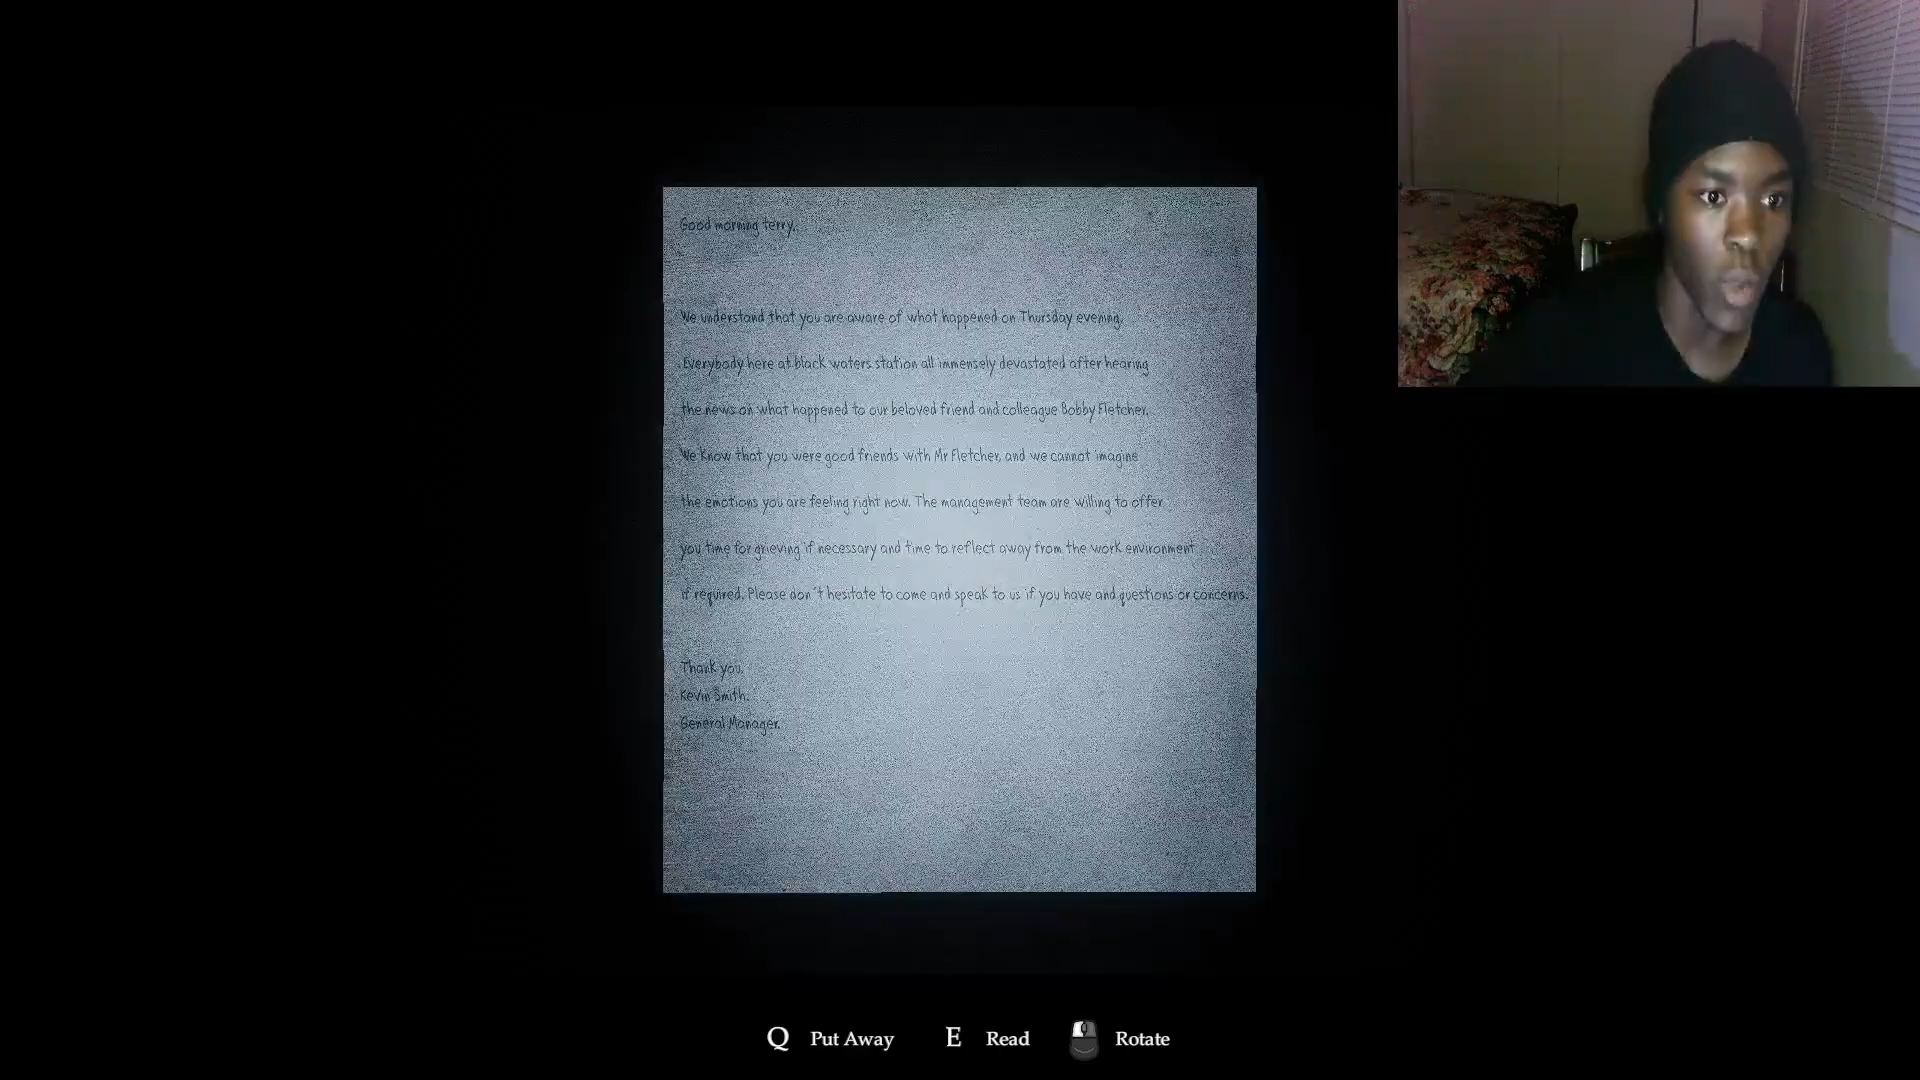 Good morning terry,
We understand that you are aware of what happened on Thursday evening.
Everybody here at black waters station all immensely devastated after hearing
the news on what happened to our beloved friend and colleague Bobby Fletcher.
We know that you were good friends with Mr Fletcher, and we cannot imagine
the emotions you are feeling right now. The management team are willing to offer
you time for grieving if necessary and time to reflect away from the work environment
if required. Please don't hesitate to come and speak to us if you have and questions or concerns.
Thank you.
Kevin Smith.
General Manager.
Q Put Away E Read Rotate